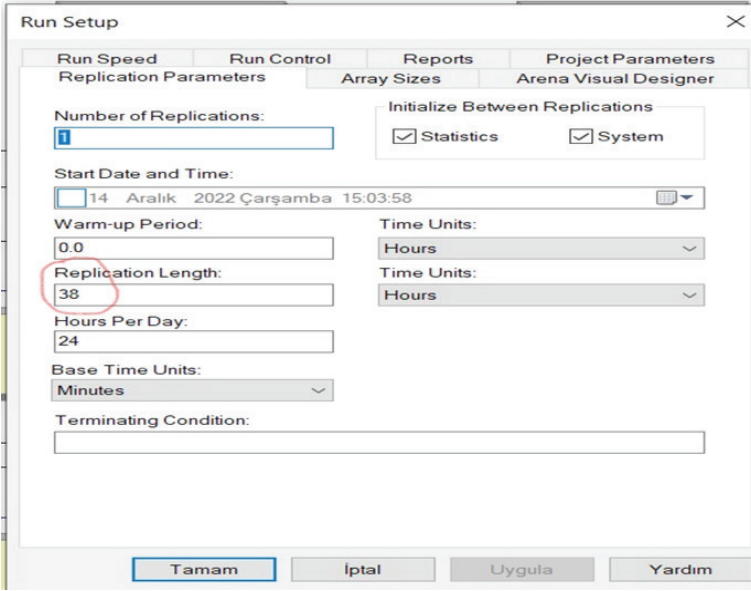 Run Setup
Run Speed Run Control Reports Project Parameters
Replication Parameters Array Sizes Arena Visual Designer
Number of Replications:
1
Initialize Between Replications
Statistics System
Start Date and Time:
14 Aralık 2022 Çarşamba 15:03:58
Warm-up Period: Time Units:
0.0 Hours
Replication Length: Time Units:
38 Hours
Hours Per Day:
24
Base Time Units:
Minutes
Terminating Condition:
Tamam İptal Uygula Yardım